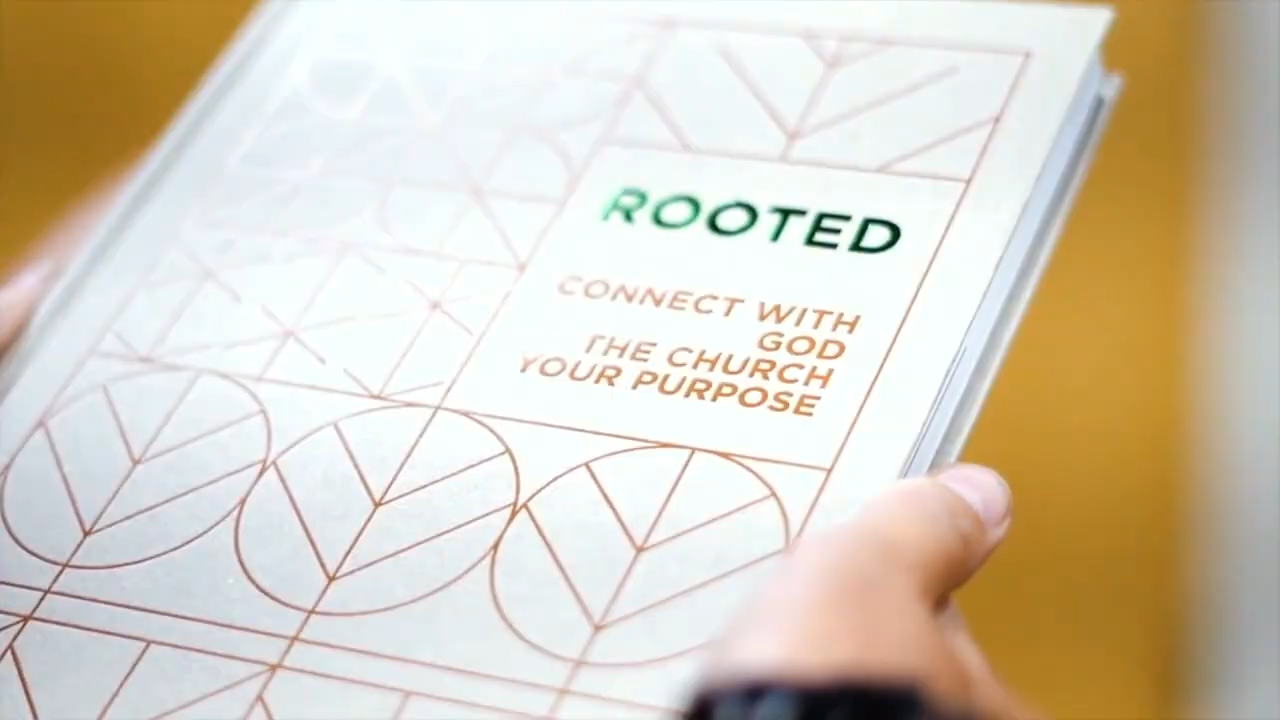 ROOTED
CONNECT WITH
GOD
THE CHURCH
YOUR PURPOSE